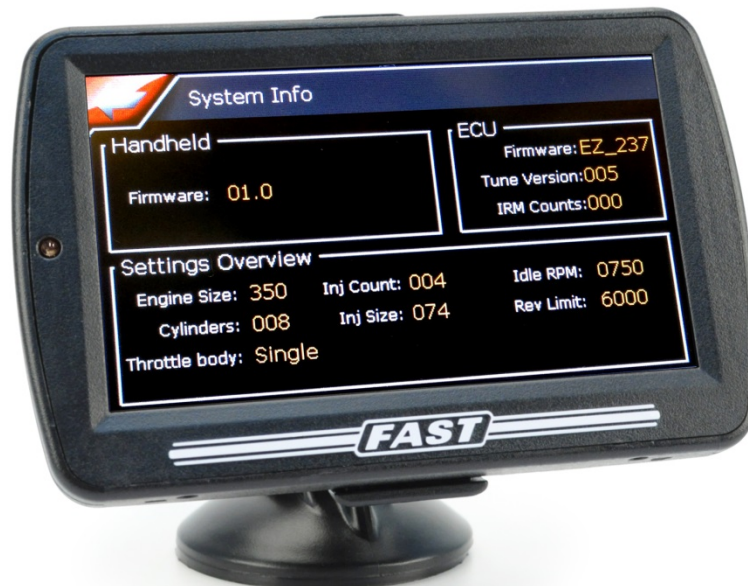 System Info
Handheld
Firmware: 01.0
ECU
Firmware: EZ_237
Tune Version: 005
IRM Counts: 000
Settings Overview
Engine Size: 350 Inj Count: 004 Idle RPM: 0750
Cylinders: 008 Inj Size: 074 Rev Limit: 6000
Throttle body: Single
FAST